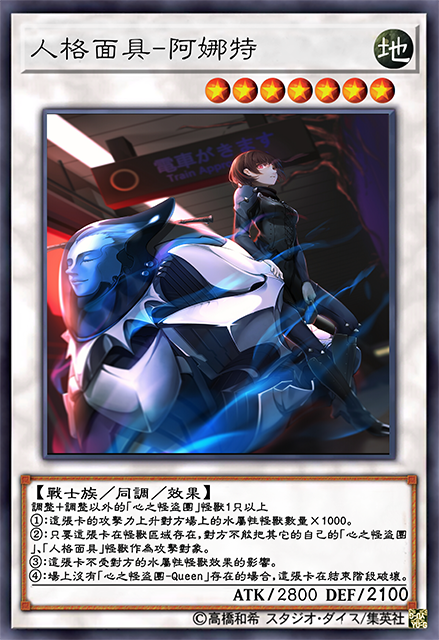 人格面具-阿娜特
地
電車がきます
Train App
【戰士族／同調／效果】
調整+調整以外的「心之怪盜團」怪獸1只以上
①:這張卡的攻擊力上升對方場上的水屬性怪獸數量×1000。
②:只要這張卡在怪獸區域存在,對方不能把其它的自己的「心之怪盜團
」、「人格面具」怪獸作為攻擊對象。
③:這張卡不受對方的水屬性怪獸效果的影響。
④:場上沒有「心之怪盜團-Queen」存在的場合,這張卡在結束階段破壞。
ATK/2800 DEF/2100
©高橋和希 スタジオ・ダイス/集英社